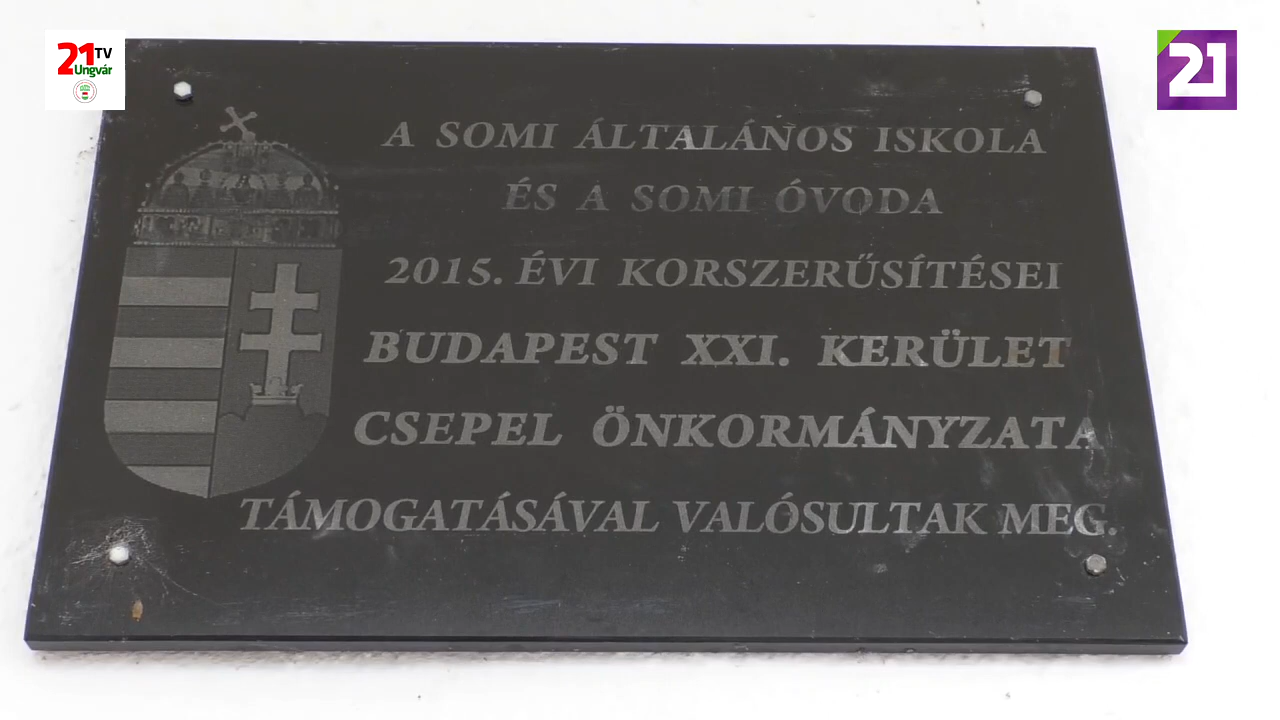 21 TV
Ungvár
21
A SOMI ÁLTALÁNOS ISKOLA
ÉS A SOMI ÓVODA
2015. ÉVI KORSZERŰSÍTÉSEI
BUDAPEST XXI. KERÜLET
CSEPEL ÖNKORMÁNYZATA
TÁMOGATÁSÁVAL VALÓSULTAK MEG.